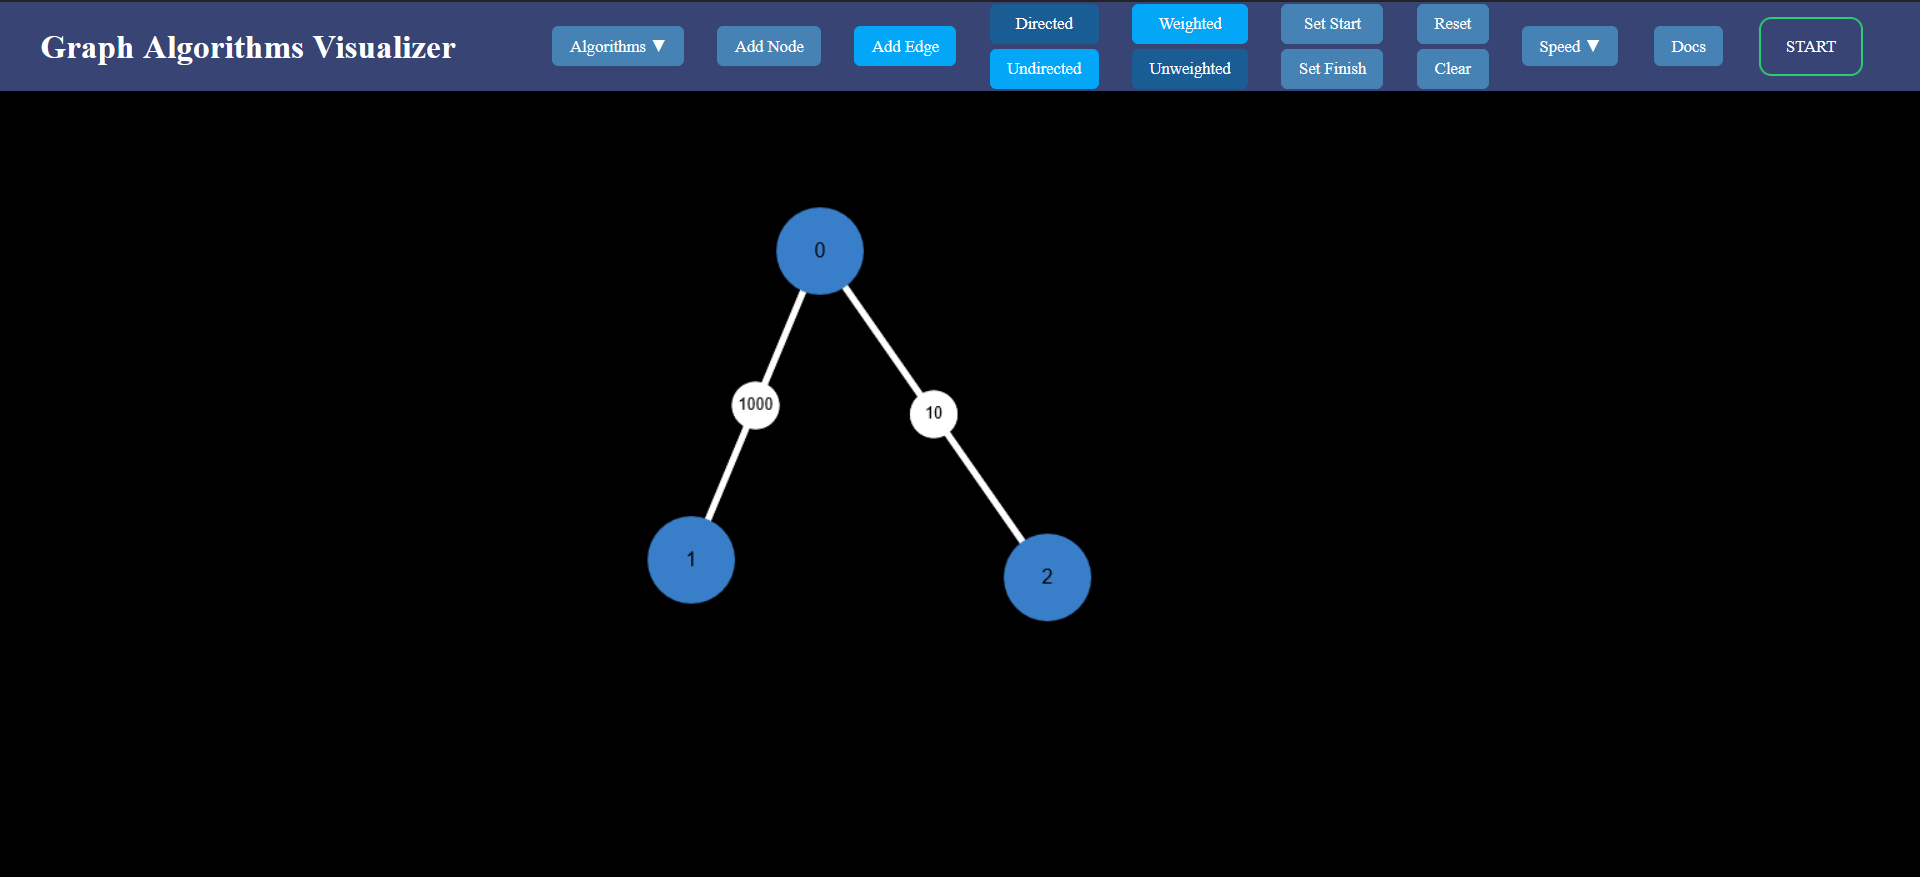 Graph Algorithms Visualizer
Algorithms ▼
Add Node
Add Edge
Directed
Undirected
Weighted
Unweighted
Set Start
Set Finish
Reset
Clear
Speed ▼
Docs
START
0
1000
10
1
2